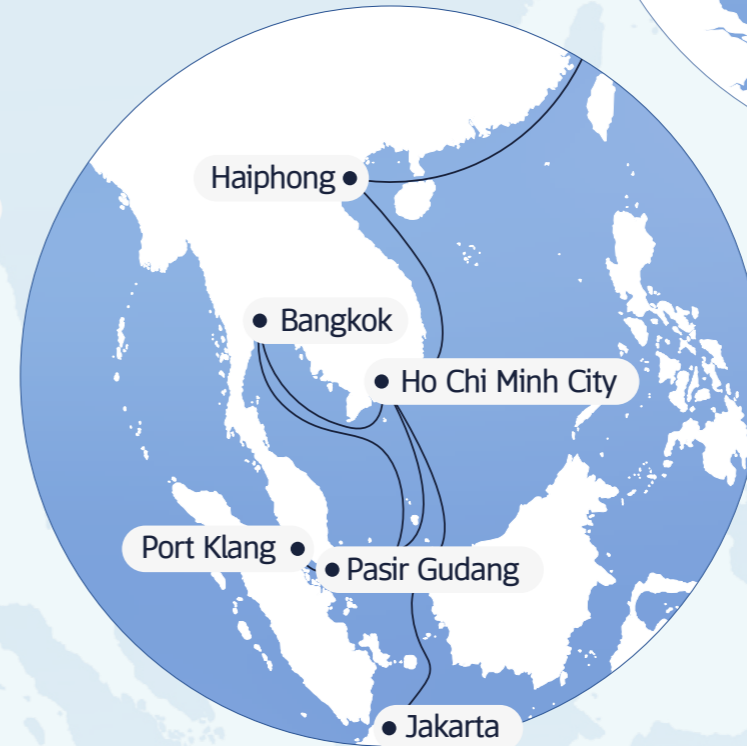 Haiphong
Bangkok
Ho Chi Minh City
Port Klang
Pasir Gudang
Jakarta